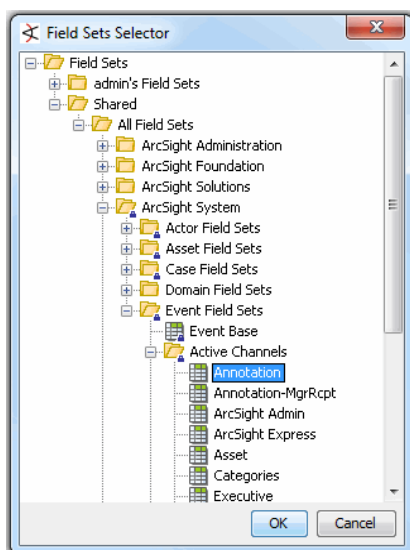 Field Sets Selector
Field Sets
admin's Field Sets
Shared
All Field Sets
ArcSight Administration
ArcSight Foundation
ArcSight Solutions
ArcSight System
Actor Field Sets
Asset Field Sets
Case Field Sets
Domain Field Sets
Event Field Sets
Event Base
Active Channels
Annotation
Annotation-MgrRcpt
ArcSight Admin
ArcSight Express
Asset
Categories
Executive
OK Cancel